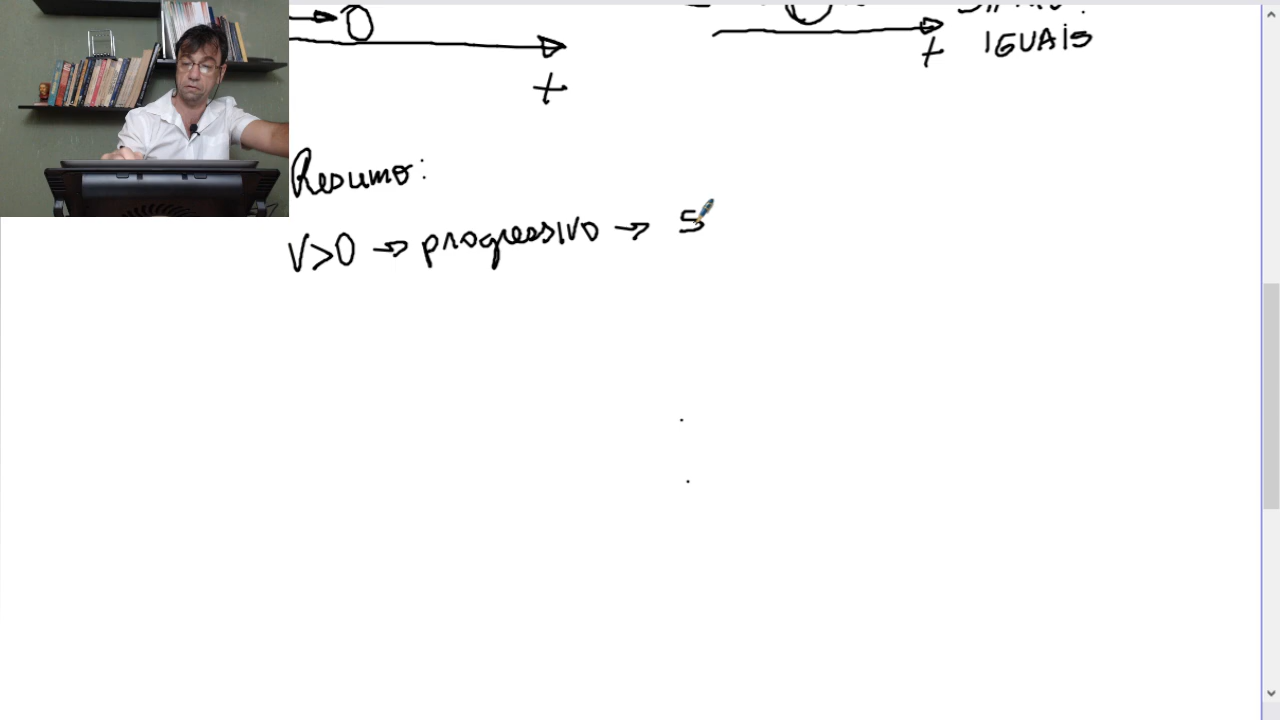 +
+
IGUAIS
Resumo:
V>0 → progressivo → S